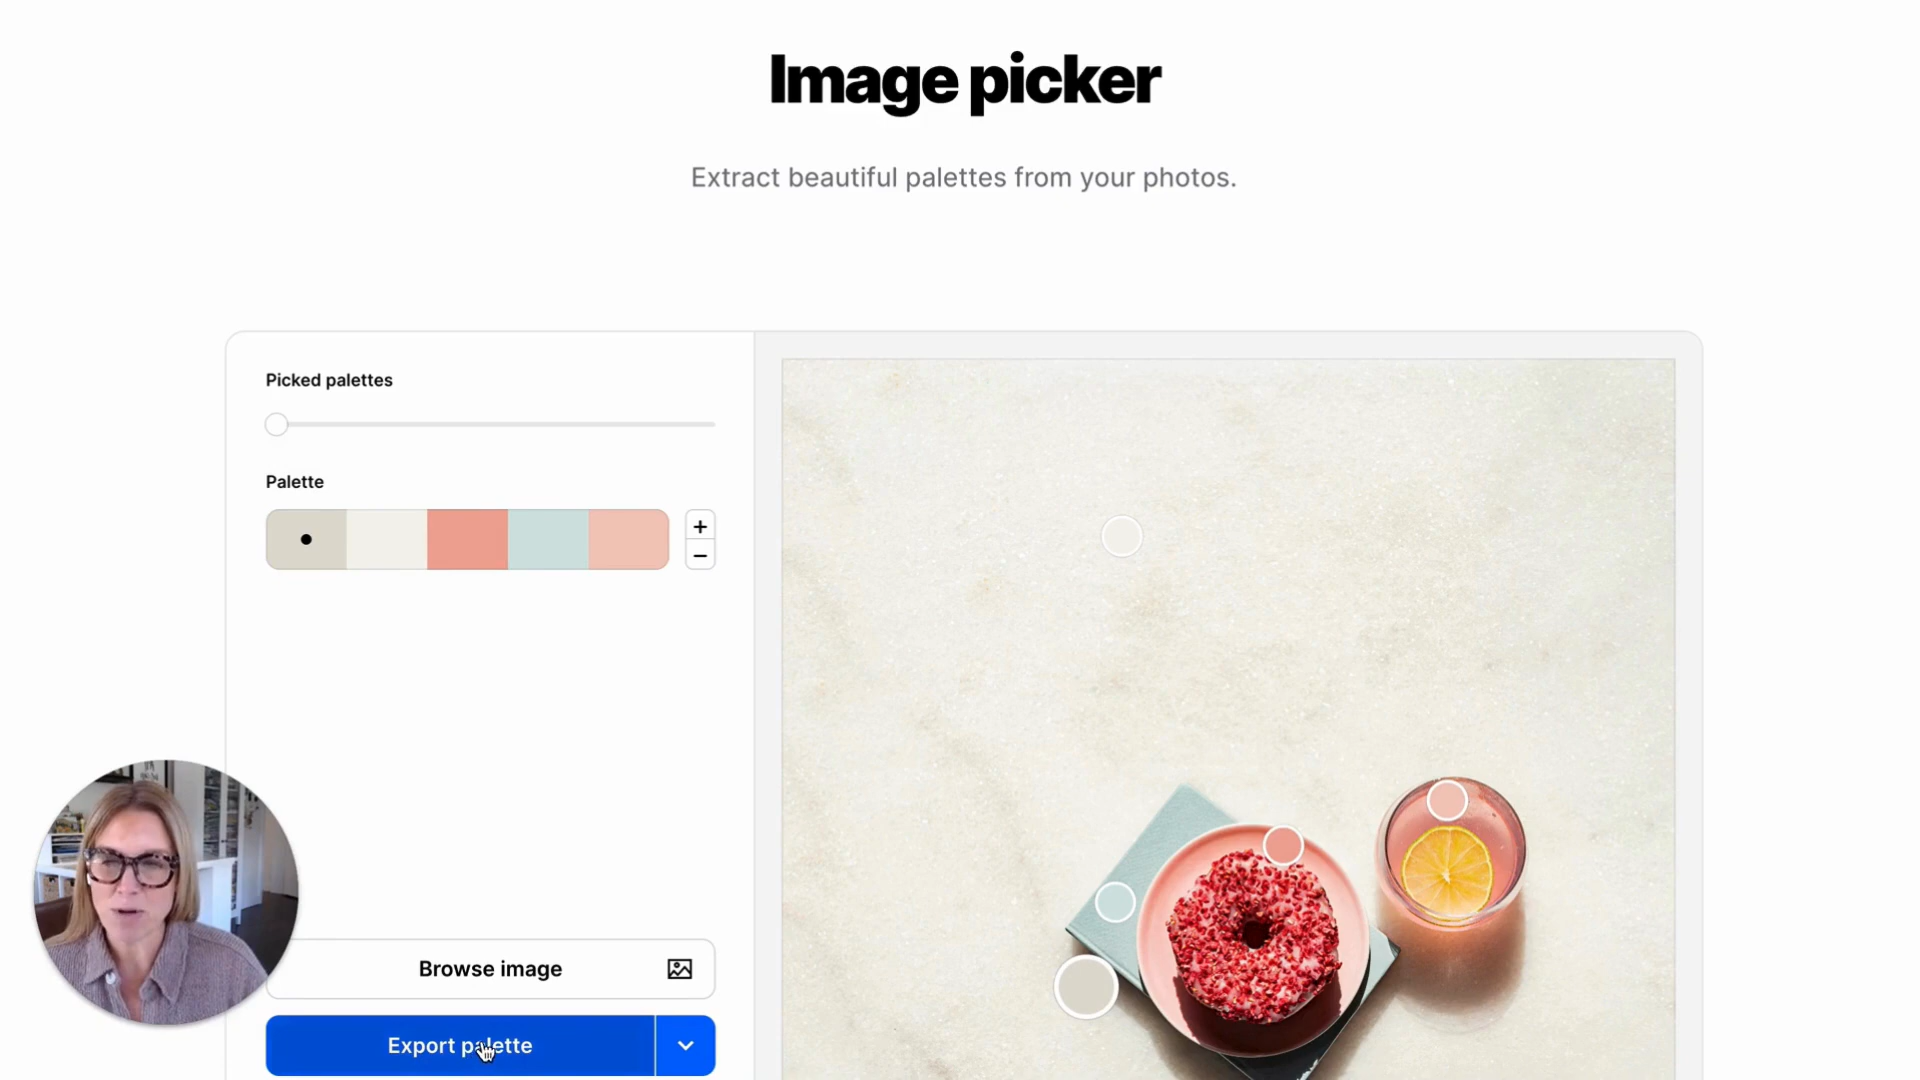 Image picker
Extract beautiful palettes from your photos.
Picked palettes
Palette
+
−
Browse image
Export palette